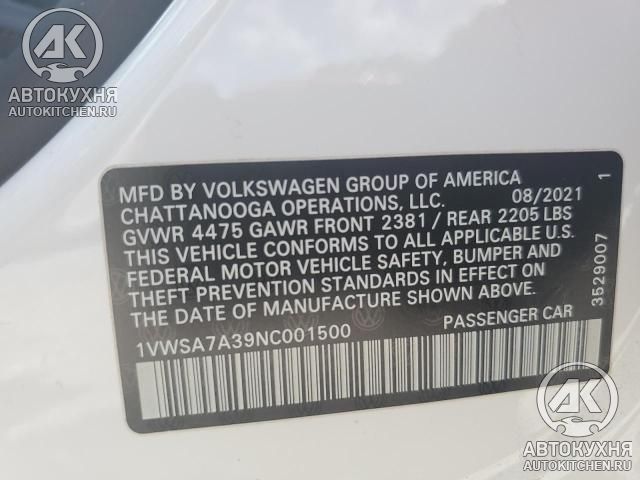 АК
АВТОКУХНЯ
AUTOKITCHEN.RU
MFD BY VOLKSWAGEN GROUP OF AMERICA
CHATTANOOGA OPERATIONS, LLC. 08/2021 1
GVWR 4475 GAWR FRONT 2381 / REAR 2205 LBS
THIS VEHICLE CONFORMS TO ALL APPLICABLE U.S.
FEDERAL MOTOR VEHICLE SAFETY, BUMPER AND
THEFT PREVENTION STANDARDS IN EFFECT ON
THE DATE OF MANUFACTURE SHOWN ABOVE.
1VWSA7A39NC001500 PASSENGER CAR
3529007
АК
АВТОКУХНЯ
AUTOKITCHEN.RU